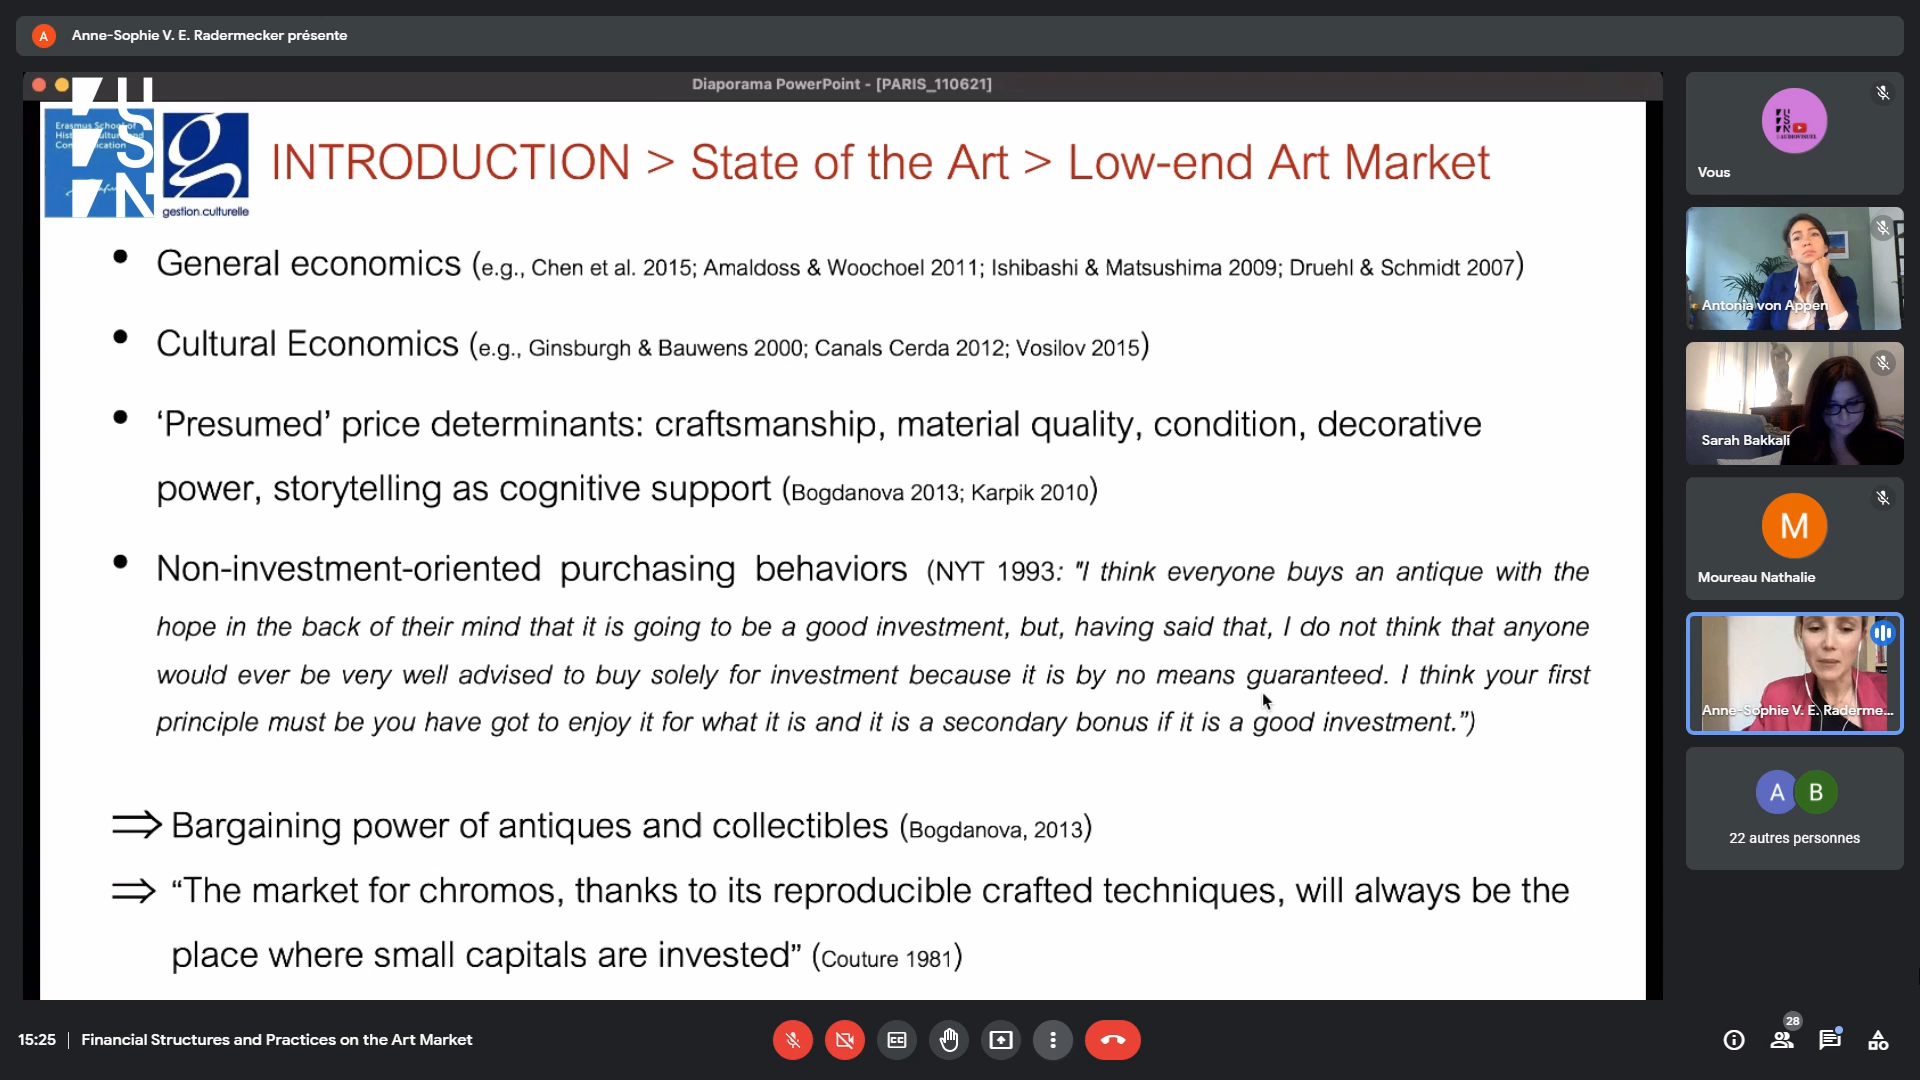 A Anne-Sophie V. E. Radermecker présente
Diaporama PowerPoint - [PARIS_110621]
USN
gestion.culturelle
INTRODUCTION > State of the Art > Low-end Art Market
• General economics (e.g., Chen et al. 2015; Amaldoss & Woochoel 2011; Ishibashi & Matsushima 2009; Druehl & Schmidt 2007)
• Cultural Economics (e.g., Ginsburgh & Bauwens 2000; Canals Cerda 2012; Vosilov 2015)
• ‘Presumed’ price determinants: craftsmanship, material quality, condition, decorative
power, storytelling as cognitive support (Bogdanova 2013; Karpik 2010)
• Non-investment-oriented purchasing behaviors (NYT 1993: "I think everyone buys an antique with the
hope in the back of their mind that it is going to be a good investment, but, having said that, I do not think that anyone
would ever be very well advised to buy solely for investment because it is by no means guaranteed. I think your first
principle must be you have got to enjoy it for what it is and it is a secondary bonus if it is a good investment.”)
⇒ Bargaining power of antiques and collectibles (Bogdanova, 2013)
⇒ “The market for chromos, thanks to its reproducible crafted techniques, will always be the
place where small capitals are invested” (Couture 1981)
Vous
Antonia von Appen
Sarah Bakkali
M
Moureau Nathalie
Anne-Sophie V. E. Raderme...
A B
22 autres personnes
15:25 | Financial Structures and Practices on the Art Market
28